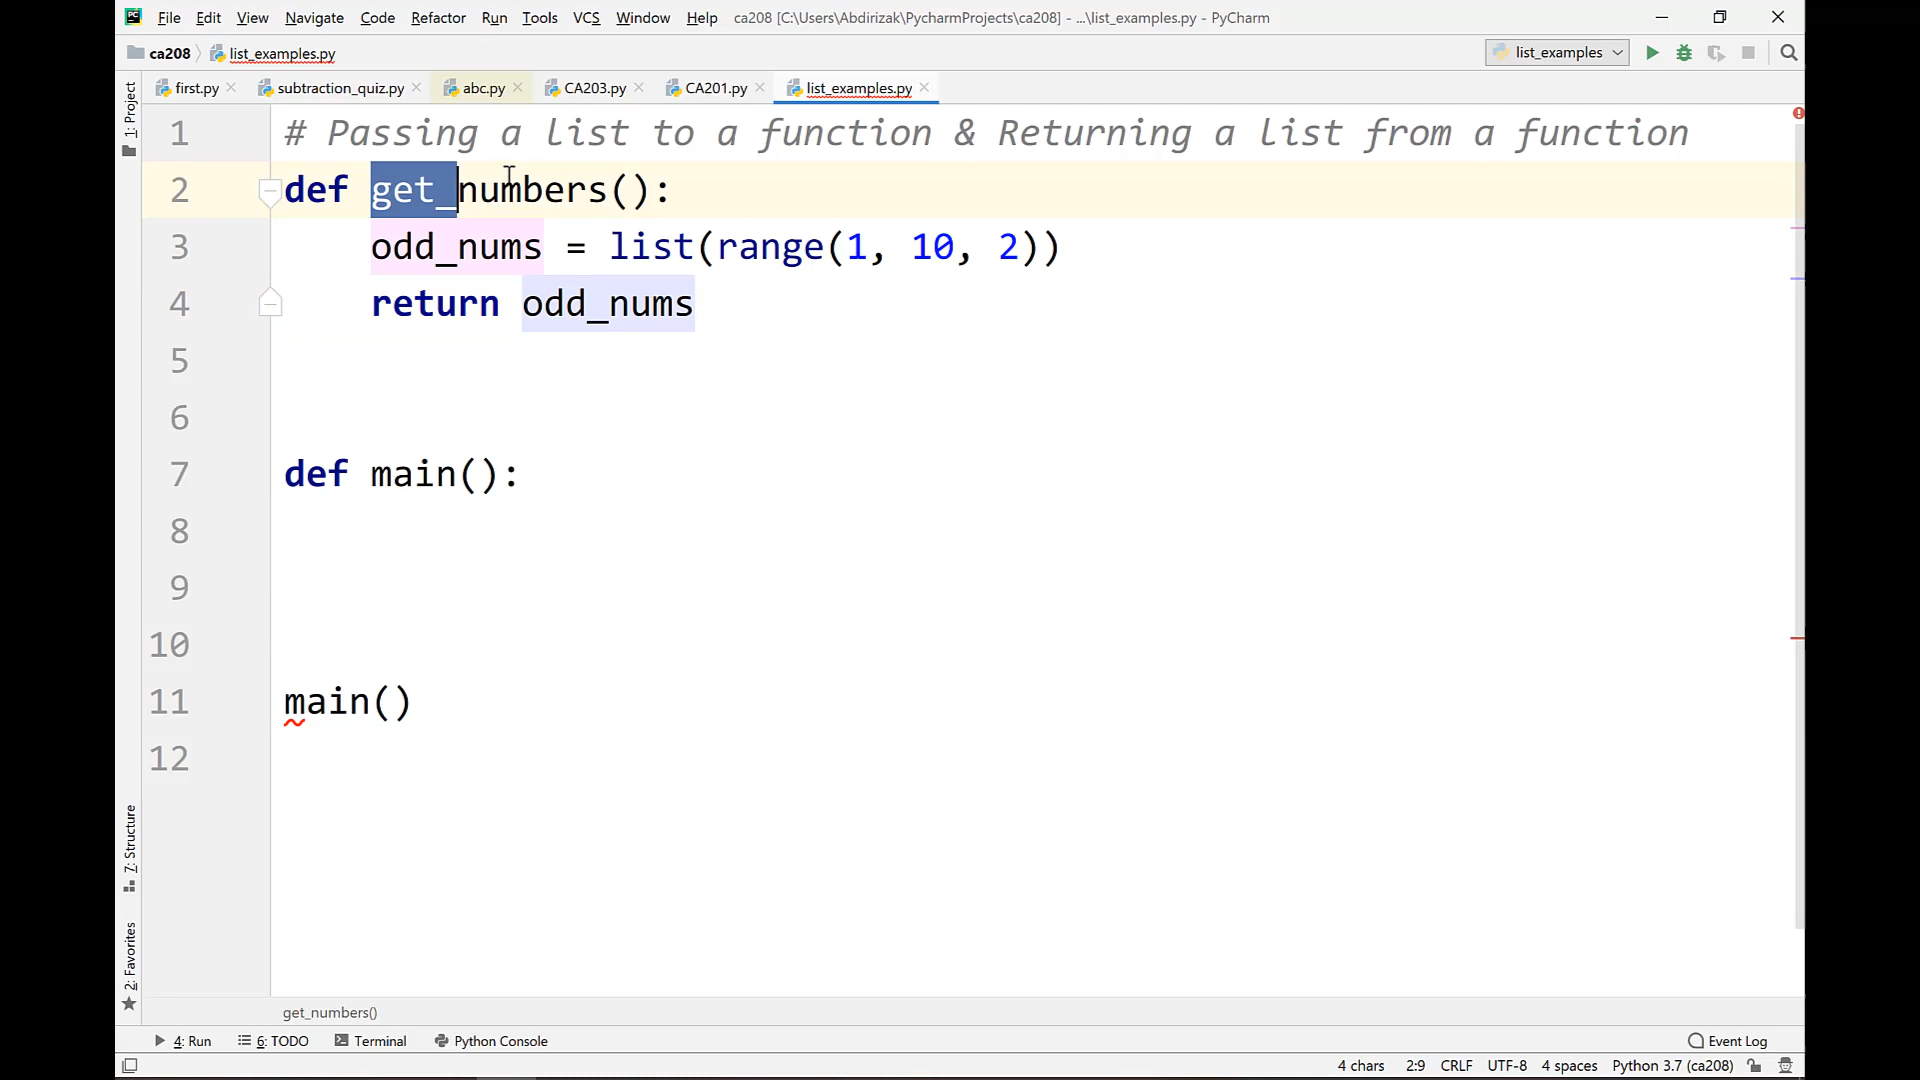 File Edit View Navigate Code Refactor Run Tools VCS Window Help ca208 [C:\Users\Abdirizak\PycharmProjects\ca208] - ...\list_examples.py - PyCharm
ca208 list_examples.py list_examples
first.py subtraction_quiz.py abc.py CA203.py CA201.py list_examples.py
1: Project
1 # Passing a list to a function & Returning a list from a function
2 def get_numbers():
3 odd_nums = list(range(1, 10, 2))
4 return odd_nums
5
6
7 def main():
8
9
10
11 main()
12
7: Structure
2: Favorites
get_numbers()
4: Run 6: TODO Terminal Python Console Event Log
4 chars 2:9 CRLF UTF-8 4 spaces Python 3.7 (ca208)